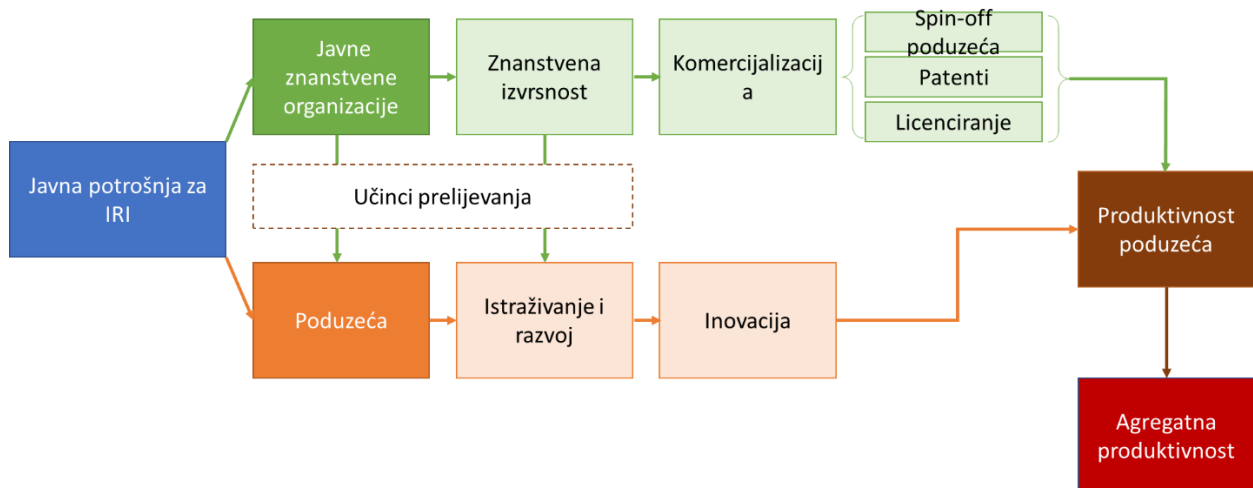 Javne
znanstvene
organizacije
Znanstvena
izvrsnost
Komercijalizacij
a
Spin-off
poduzeća
Patenti
Licenciranje
Javna potrošnja za
IRI
Učinci prelijevanja
Produktivnost
poduzeća
Poduzeća
Istraživanje i
razvoj
Inovacija
Agregatna
produktivnost